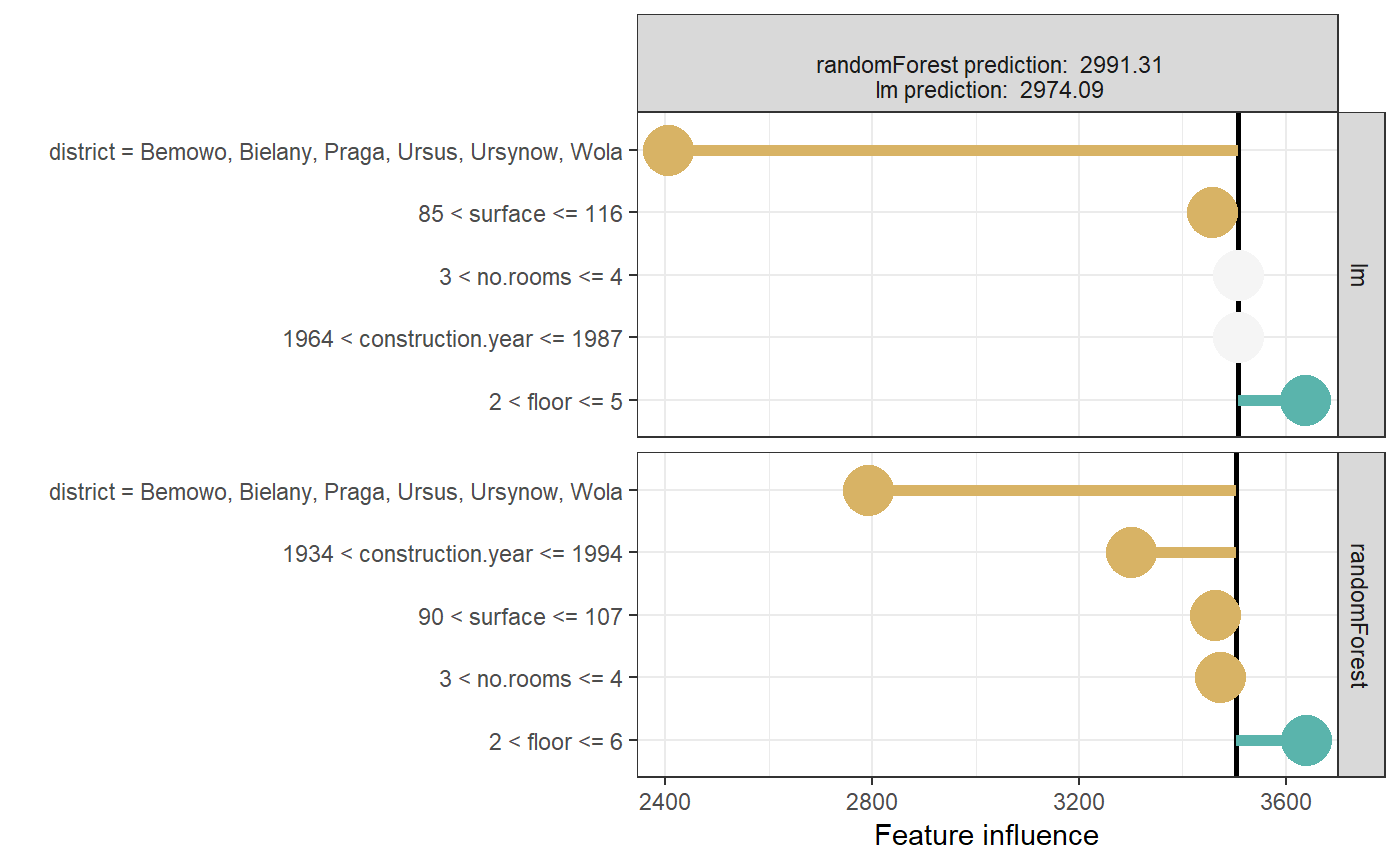 randomForest prediction:  2991.31
lm prediction:  2974.09
district = Bemowo, Bielany, Praga, Ursus, Ursynow, Wola
85 < surface <= 116
3 < no.rooms <= 4
1964 < construction.year <= 1987
2 < floor <= 5
lm
district = Bemowo, Bielany, Praga, Ursus, Ursynow, Wola
1934 < construction.year <= 1994
90 < surface <= 107
3 < no.rooms <= 4
2 < floor <= 6
randomForest
2400 2800 3200 3600
Feature influence